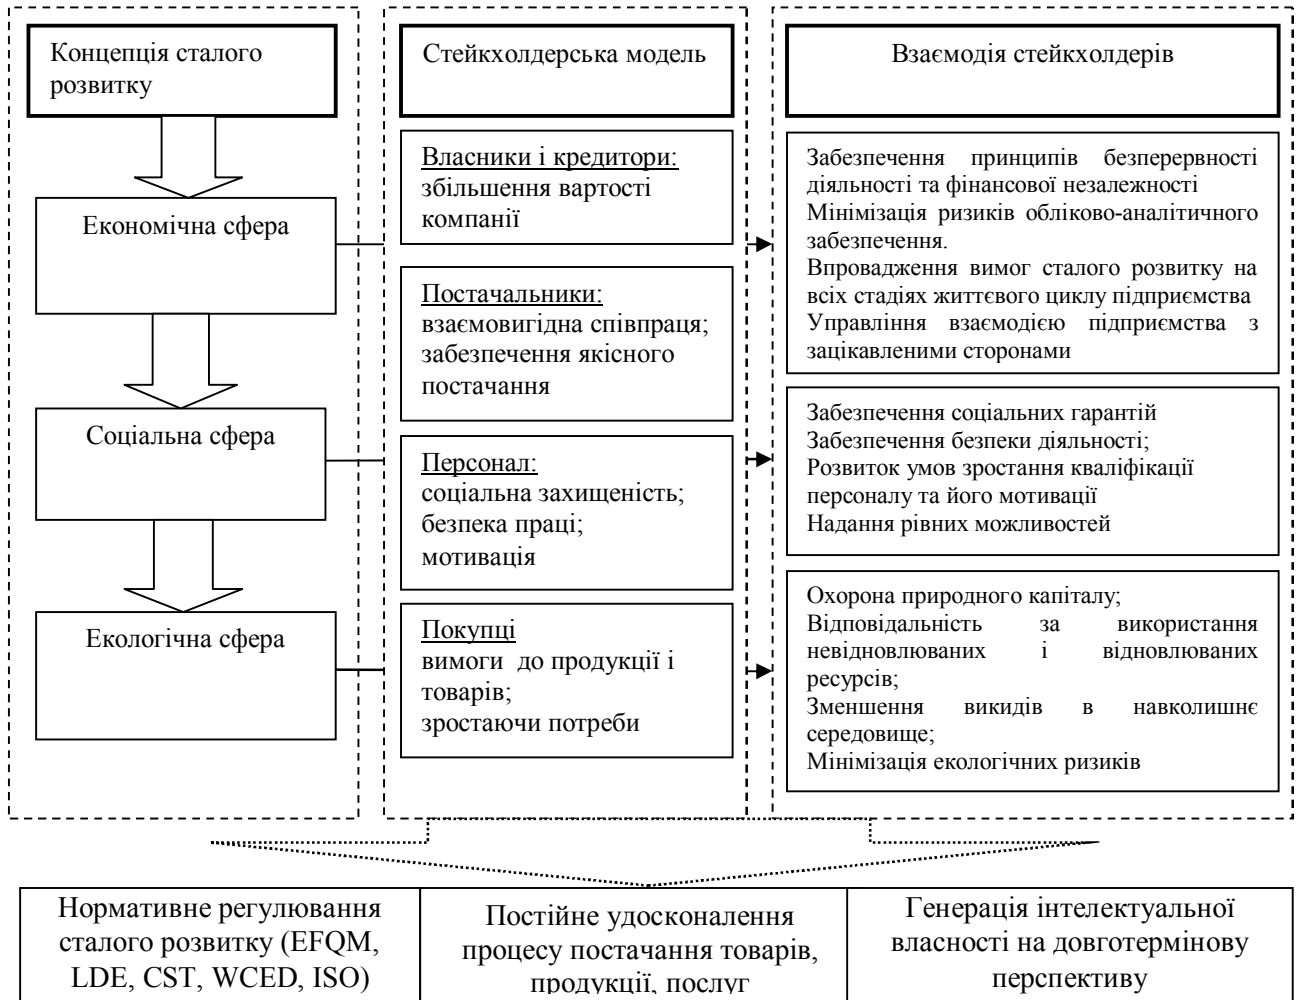 Концепція сталого
розвитку
Економічна сфера
Соціальна сфера
Екологічна сфера
Стейкхолдерська модель
Власники і кредитори:
збільшення вартості
компанії
Постачальники:
взаємовигідна співпраця;
забезпечення якісного
постачання
Персонал:
соціальна захищеність;
безпека праці;
мотивація
Покупці
вимоги до продукції і
товарів;
зростаючи потреби
Взаємодія стейкхолдерів
Забезпечення принципів безперервності
діяльності та фінансової незалежності
Мінімізація ризиків обліково-аналітичного
забезпечення.
Впровадження вимог сталого розвитку на
всіх стадіях життєвого циклу підприємства
Управління взаємодією підприємства з
зацікавленими сторонами
Забезпечення соціальних гарантій
Забезпечення безпеки діяльності;
Розвиток умов зростання кваліфікації
персоналу та його мотивації
Надання рівних можливостей
Охорона природного капіталу;
Відповідальність за використання
невідновлюваних і відновлюваних
ресурсів;
Зменшення викидів в навколишнє
середовище;
Мінімізація екологічних ризиків
Нормативне регулювання
сталого розвитку (EFQM,
LDE, CST, WCED, ISO)
Постійне удосконалення
процесу постачання товарів,
продукції, послуг
Генерація інтелектуальної
власності на довготермінову
перспективу